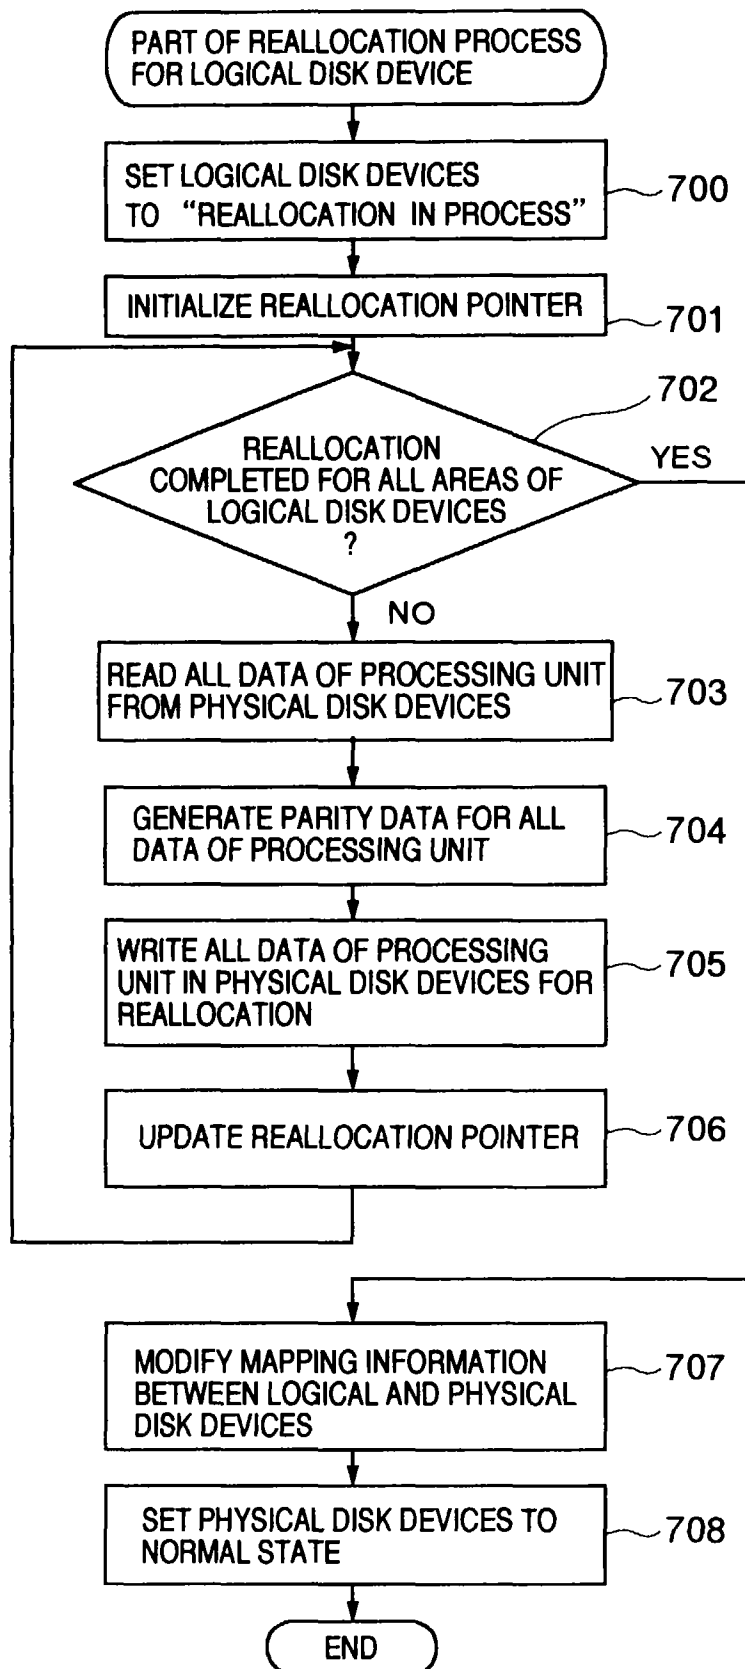 PART OF REALLOCATION PROCESS
FOR LOGICAL DISK DEVICE
SET LOGICAL DISK DEVICES
TO “REALLOCATION IN PROCESS”
700
INITIALIZE REALLOCATION POINTER
701
702
REALLOCATION
COMPLETED FOR ALL AREAS OF
LOGICAL DISK DEVICES
?
YES
NO
READ ALL DATA OF PROCESSING UNIT
FROM PHYSICAL DISK DEVICES
703
GENERATE PARITY DATA FOR ALL
DATA OF PROCESSING UNIT
704
WRITE ALL DATA OF PROCESSING
UNIT IN PHYSICAL DISK DEVICES FOR
REALLOCATION
705
UPDATE REALLOCATION POINTER
706
MODIFY MAPPING INFORMATION
BETWEEN LOGICAL AND PHYSICAL
DISK DEVICES
707
SET PHYSICAL DISK DEVICES TO
NORMAL STATE
708
END